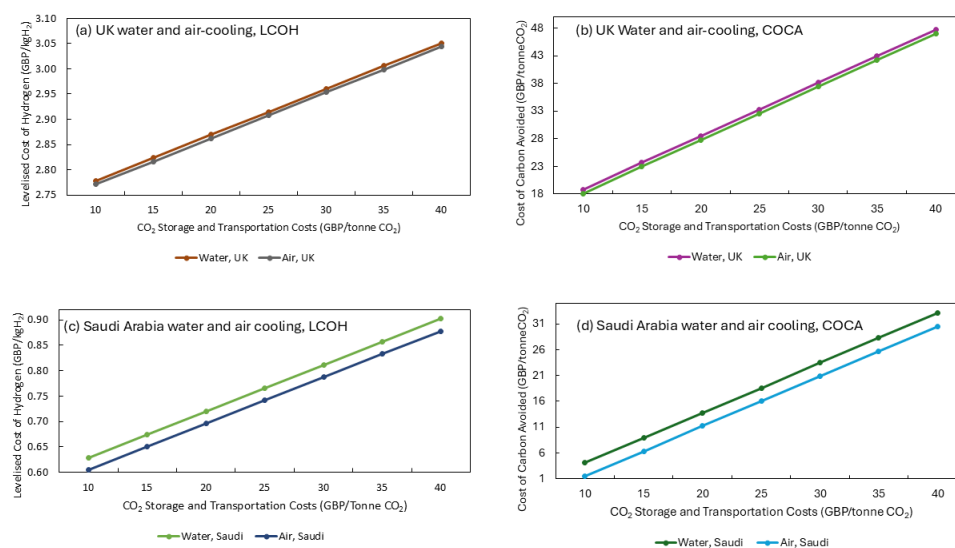 (a) UK water and air-cooling, LCOH
Levelised Cost of Hydrogen (GBP/kgH₂)
3.10
3.05
3.00
2.95
2.90
2.85
2.80
2.75
10 15 20 25 30 35 40
CO₂ Storage and Transportation Costs (GBP/tonne CO₂)
Water, UK Air, UK
(b) UK Water and air-cooling, COCA
Cost of Carbon Avoided (GBP/tonneCO₂)
48
43
38
33
28
23
18
10 15 20 25 30 35 40
CO₂ Storage and Transportation Costs (GBP/tonne CO₂)
Water, UK Air, UK
(c) Saudi Arabia water and air cooling, LCOH
Levelised Cost of Hydrogen (GBP/kgH₂)
0.90
0.85
0.80
0.75
0.70
0.65
0.60
10 15 20 25 30 35 40
CO₂ Storage and Transportation Costs (GBP/Tonne CO₂)
Water, Saudi Air, Saudi
(d) Saudi Arabia water and air cooling, COCA
Cost of Carbon Avoided (GBP/tonneCO₂)
31
26
21
16
11
6
1
10 15 20 25 30 35 40
CO₂ Storage and Transportation Costs (GBP/tonne CO₂)
Water, Saudi Air, Saudi